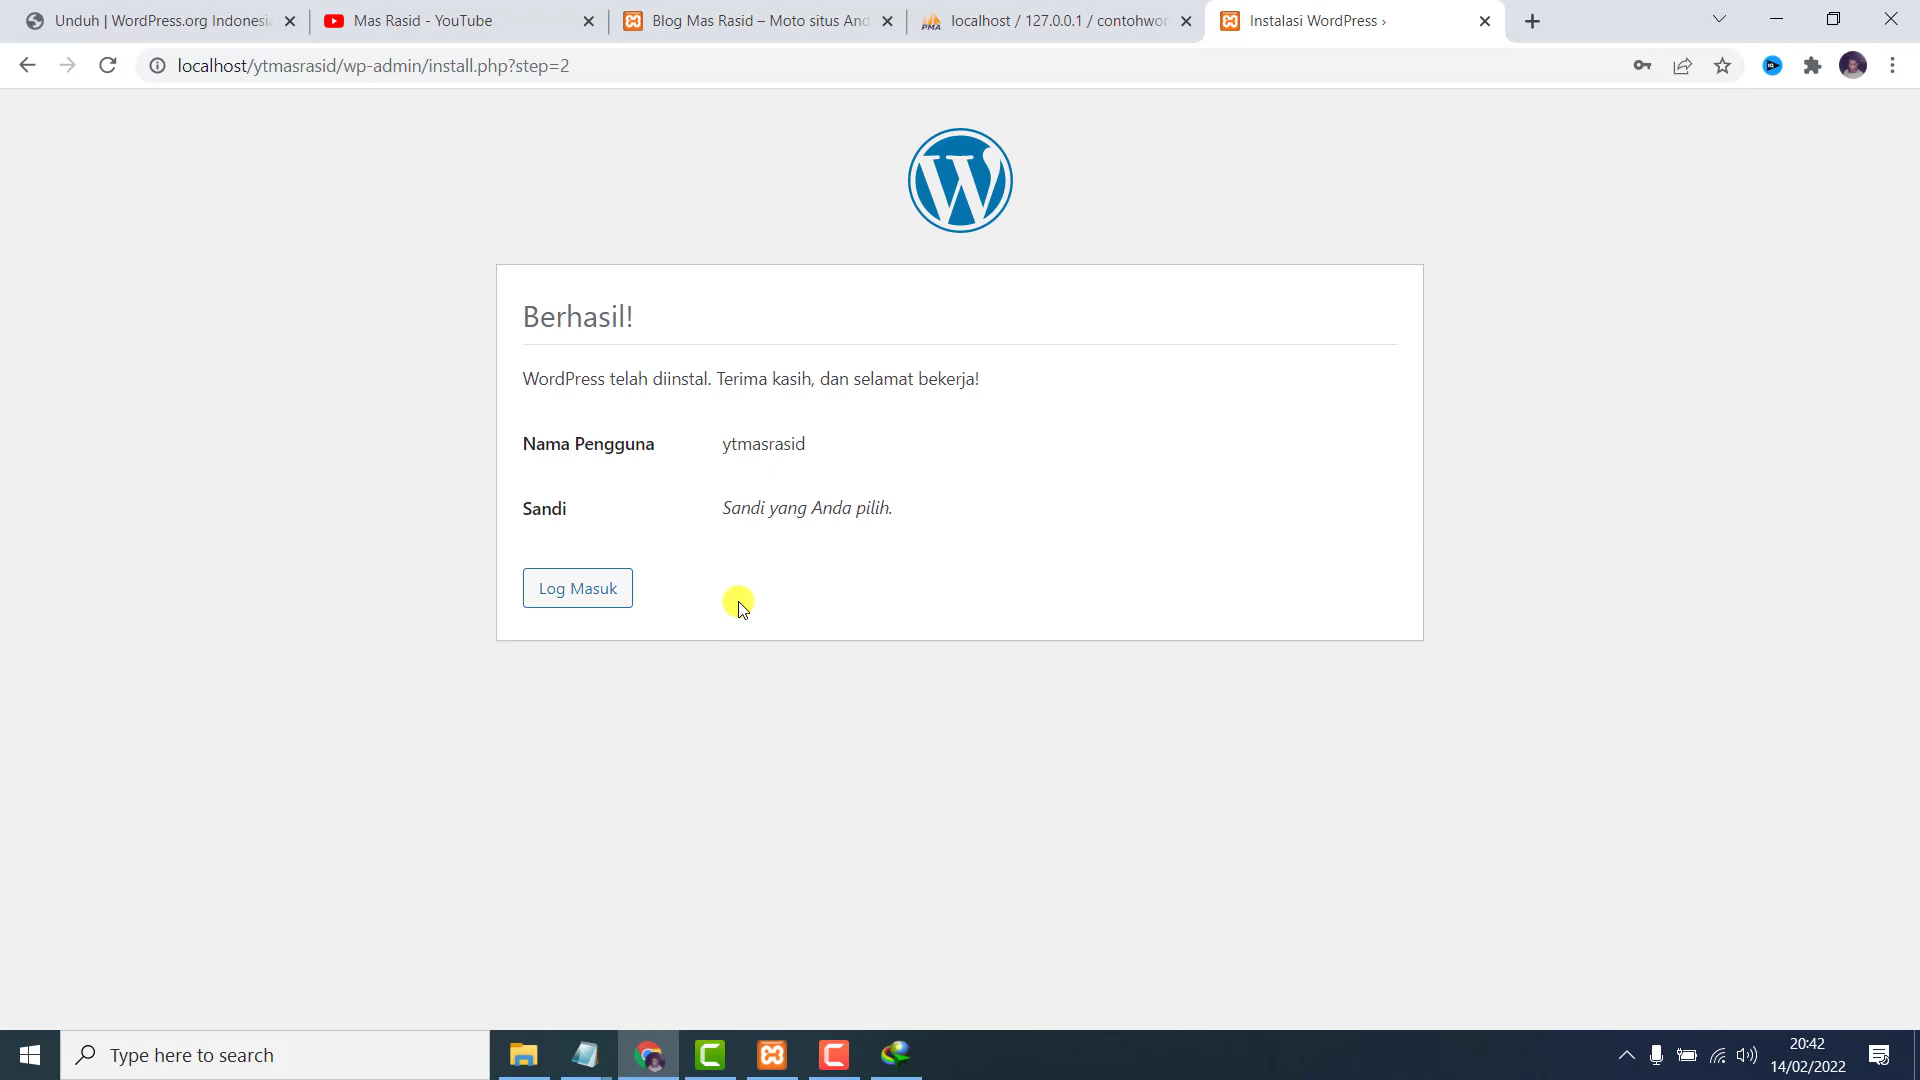 Unduh | WordPress.org Indonesi
Mas Rasid - YouTube
Blog Mas Rasid – Moto situs And
localhost / 127.0.0.1 / contohwor
Instalasi WordPress ›
localhost/ytmasrasid/wp-admin/install.php?step=2
Berhasil!
WordPress telah diinstal. Terima kasih, dan selamat bekerja!
Nama Pengguna ytmasrasid
Sandi Sandi yang Anda pilih.
Log Masuk
Type here to search
20:42
14/02/2022